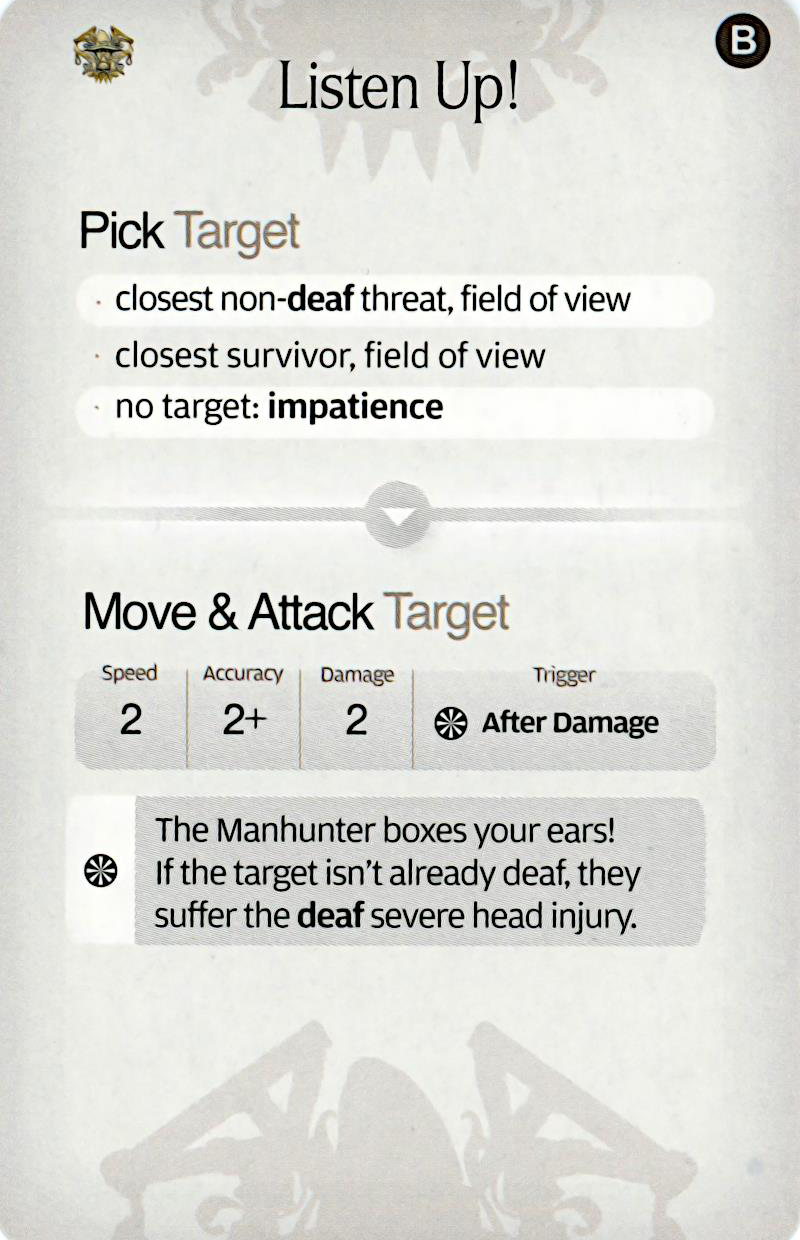 B
Listen Up!
Pick Target
· closest non-deaf threat, field of view
· closest survivor, field of view
· no target: impatience
Move & Attack Target
Speed Accuracy Damage Trigger
2 2+ 2 After Damage
The Manhunter boxes your ears!
If the target isn’t already deaf, they
suffer the deaf severe head injury.